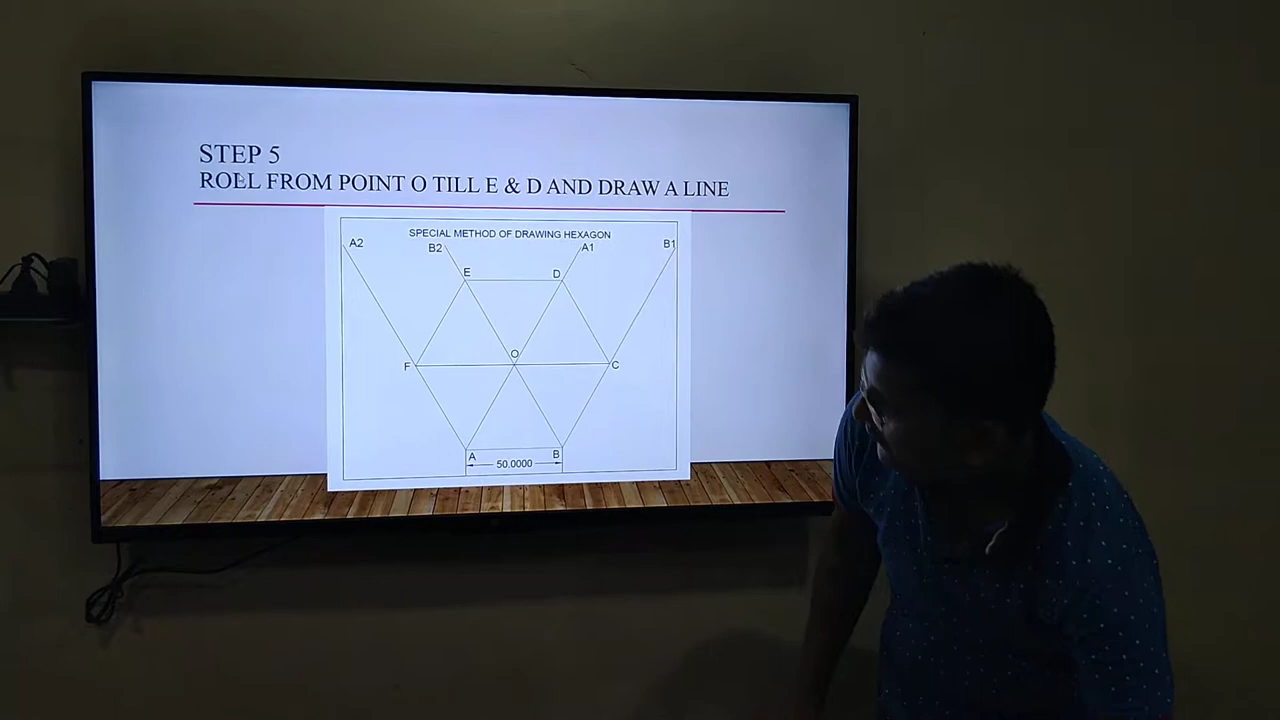 STEP 5
ROLL FROM POINT O TILL E & D AND DRAW A LINE
SPECIAL METHOD OF DRAWING HEXAGON
A2 B2 A1 B1
E D
O
F C
A B
50.0000